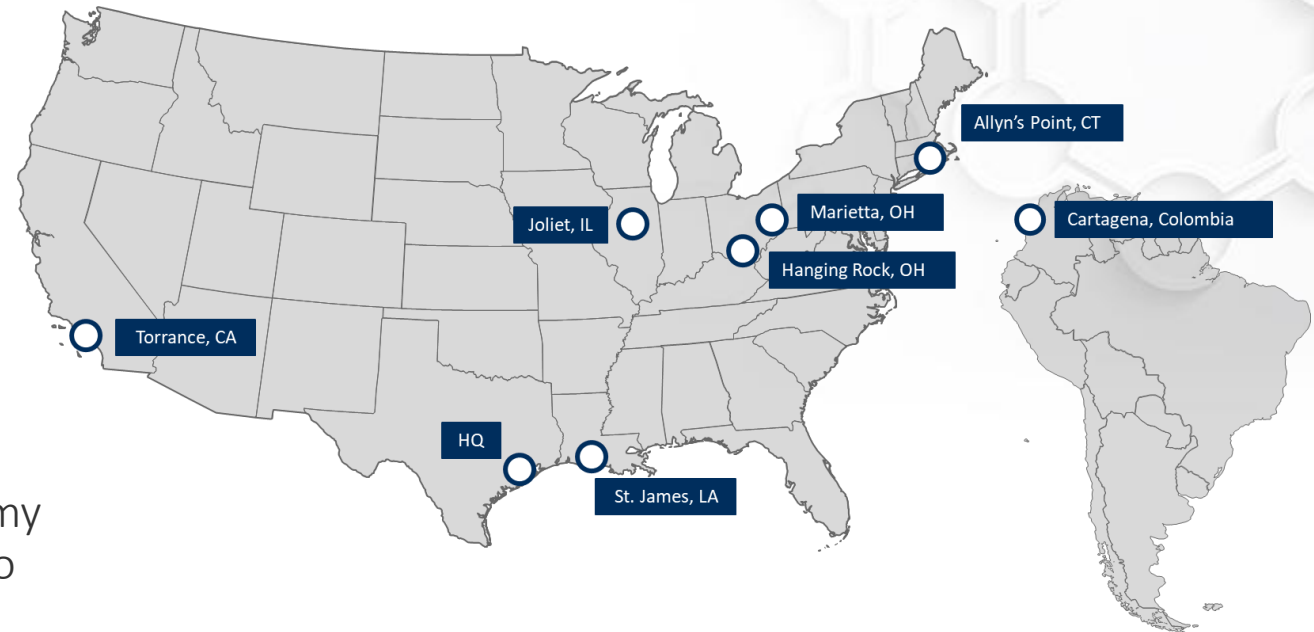 Allyn’s Point, CT
Joliet, IL
Marietta, OH
Cartagena, Colombia
Hanging Rock, OH
Torrance, CA
HQ
St. James, LA